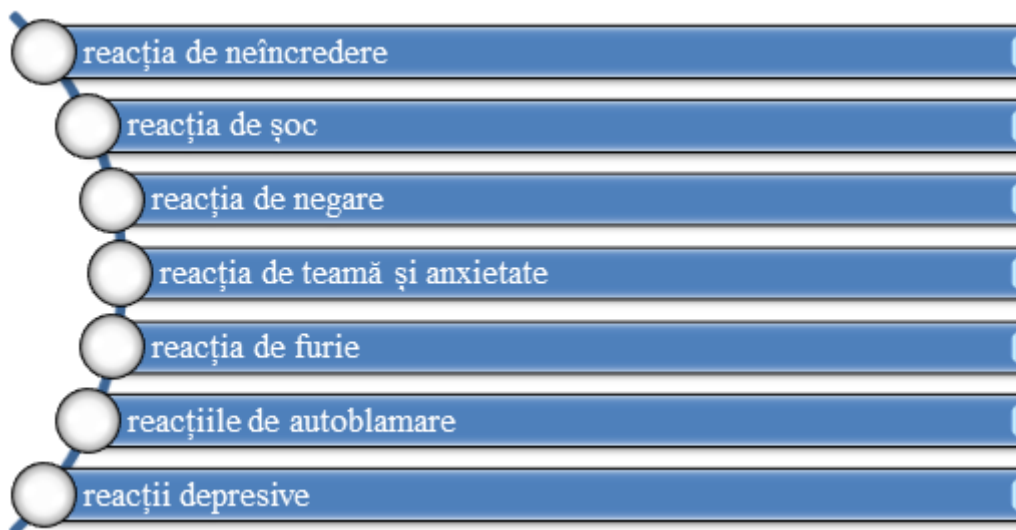 reacția de neîncredere
reacția de șoc
reacția de negare
reacția de teamă și anxietate
reacția de furie
reacțiile de autoblamare
reacții depresive